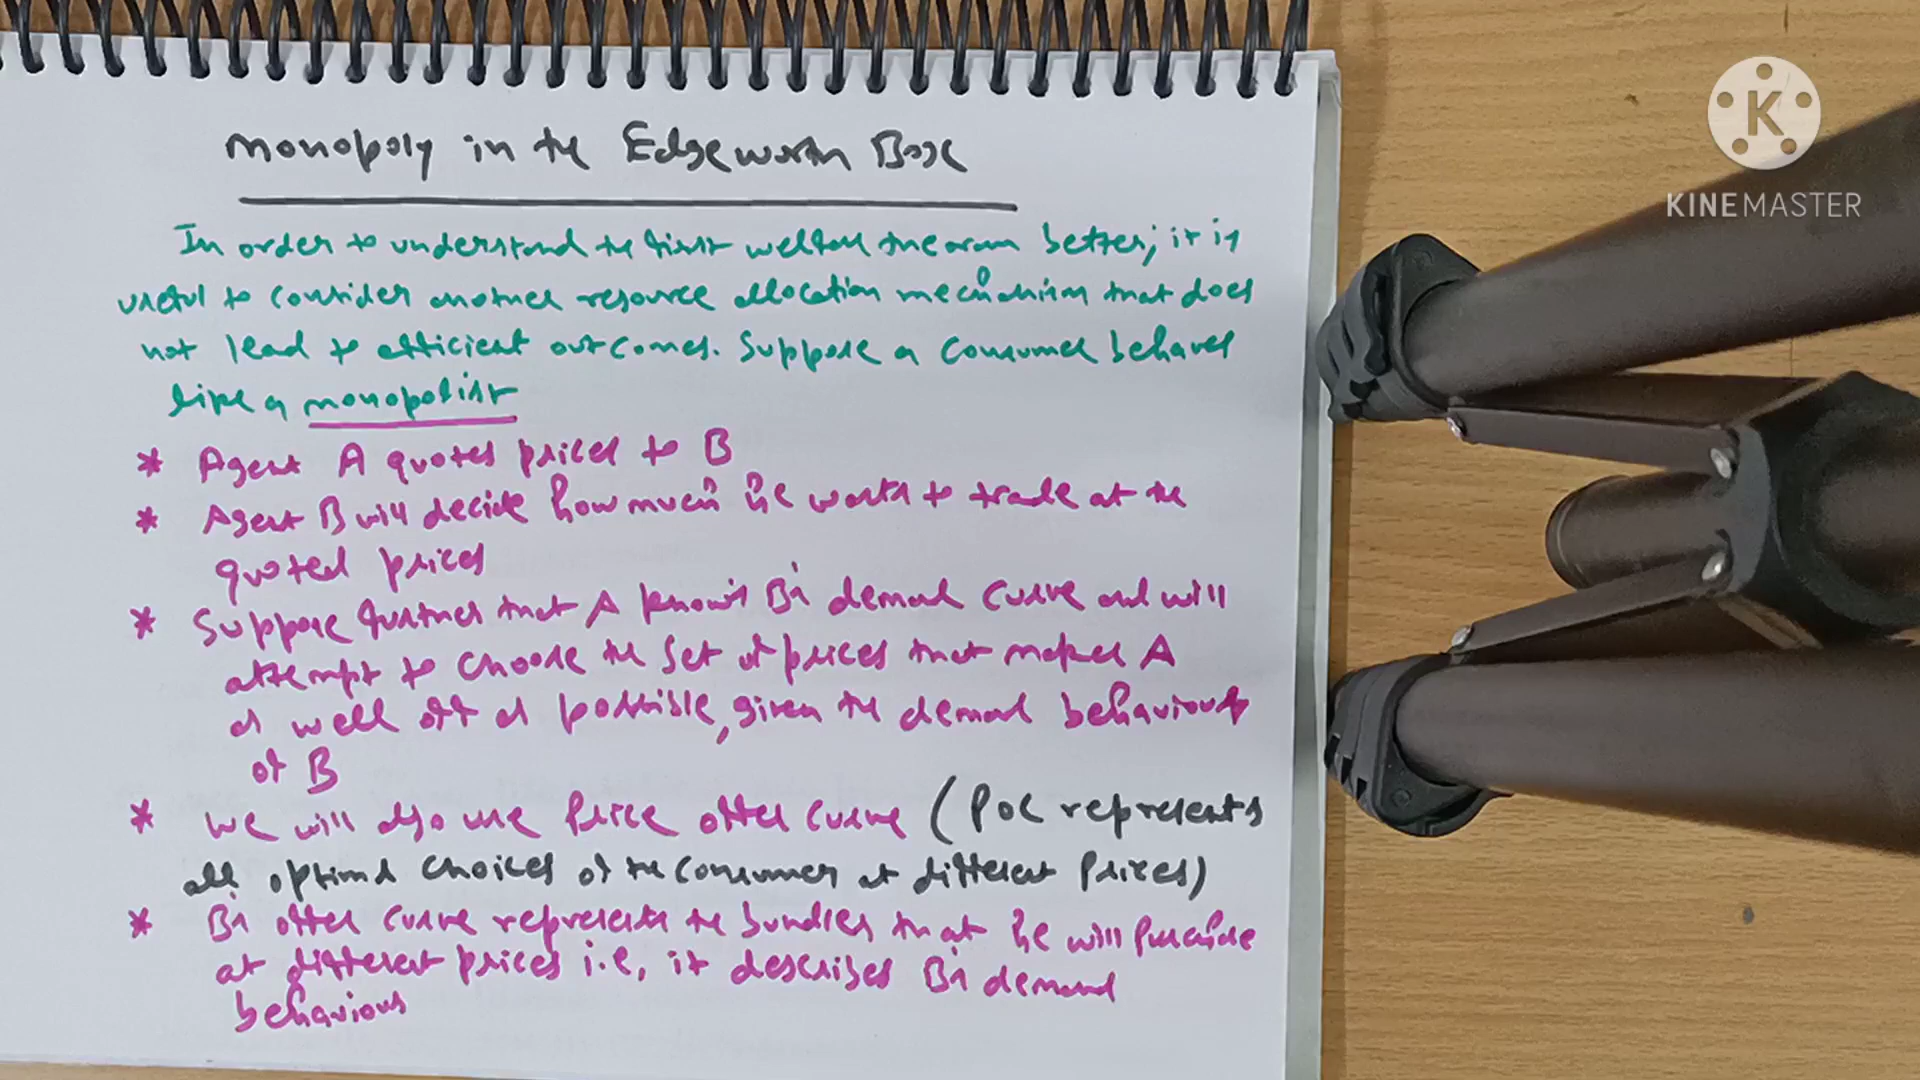 Monopoly in the Edgeworth Box
In order to understand the first welfare theorem better, it is
useful to consider another resource allocation mechanism that does
not lead to efficient outcomes. Suppose a consumer behaves
like a monopolist
* Agent A quotes prices to B
* Agent B will decide how much he wants to trade at the
quoted prices
* Suppose further that A knows B's demand curve and will
attempt to choose the set of prices that makes A
as well off as possible, given the demand behaviour
of B
* We will also use Price offer curve (POC represents
all optimal choices of the consumer at different Prices)
* B's offer curve represents the bundles that he will purchase
at different prices i.e., it describes B's demand
behaviour
K
KINEMASTER